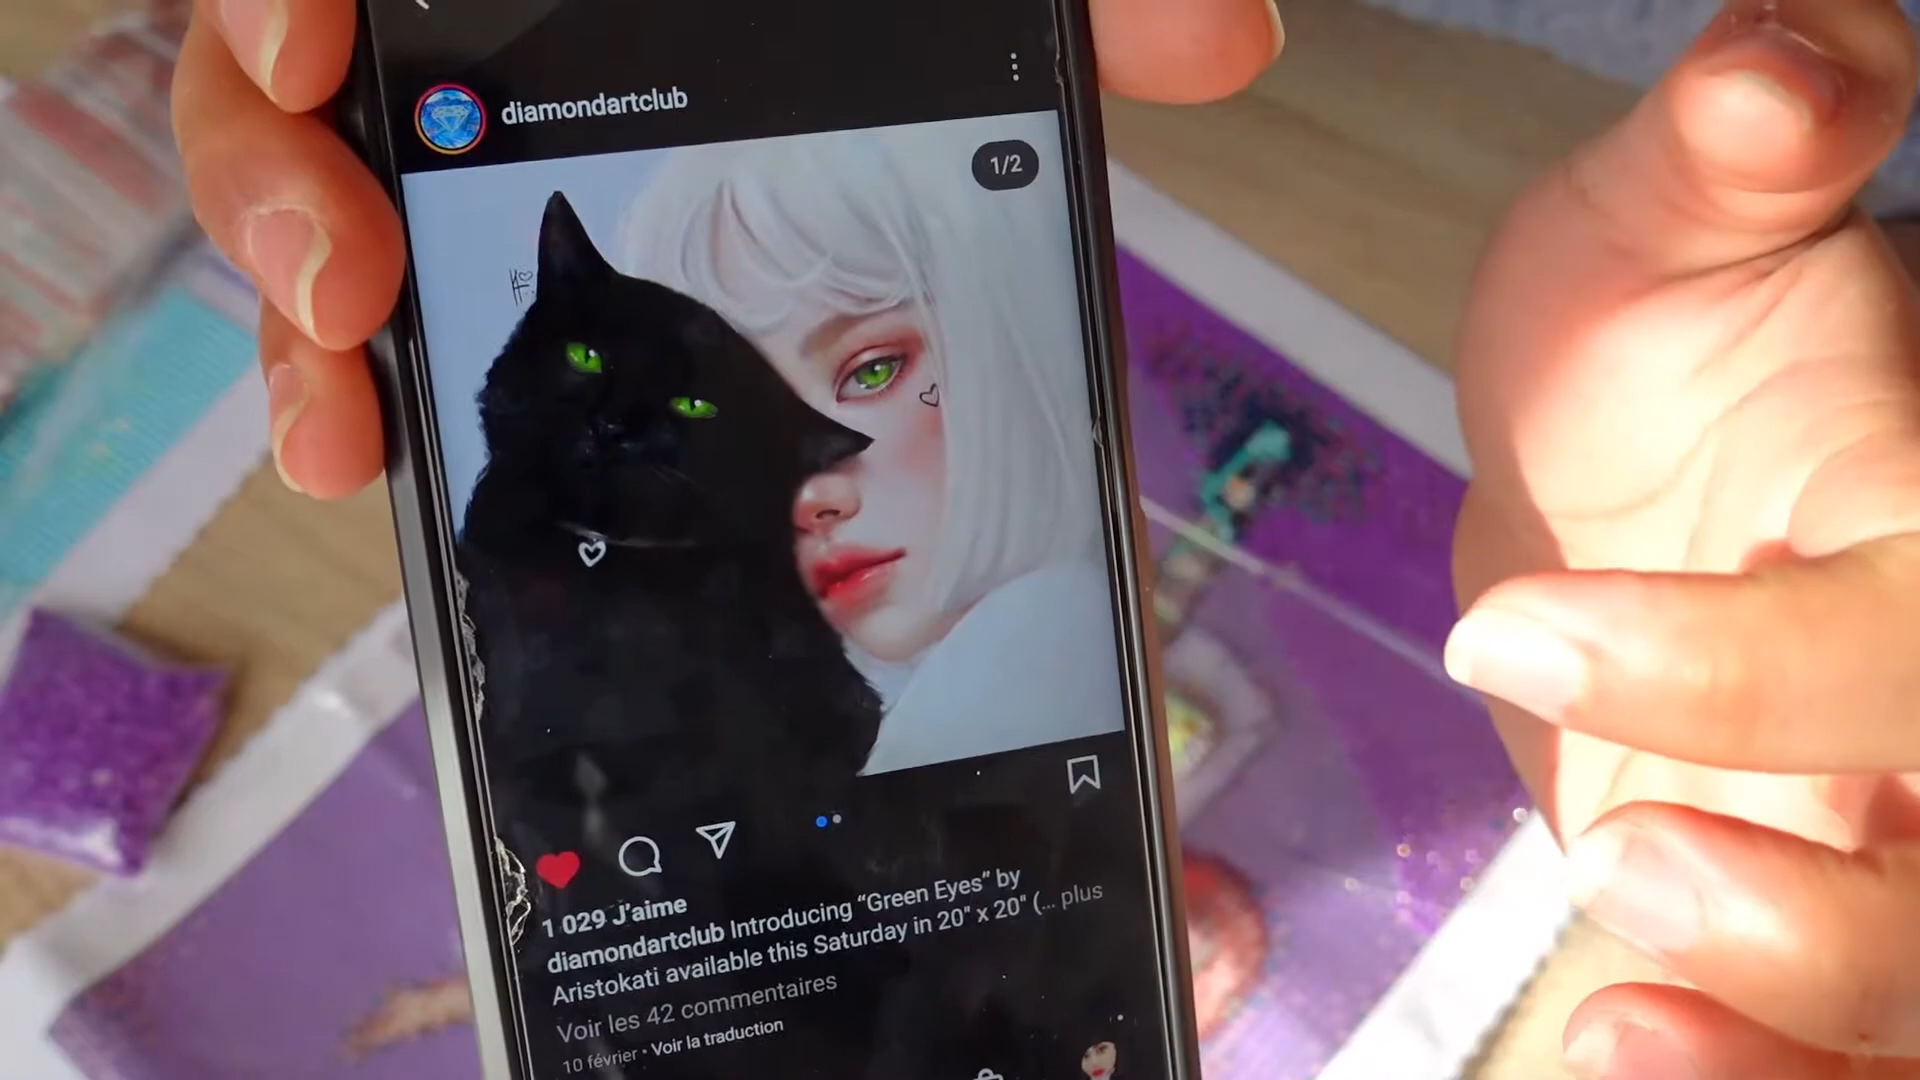 diamondartclub
1/2
1 029 J'aime
diamondartclub Introducing “Green Eyes” by
Aristokati available this Saturday in 20" x 20" (... plus
Voir les 42 commentaires
10 février • Voir la traduction